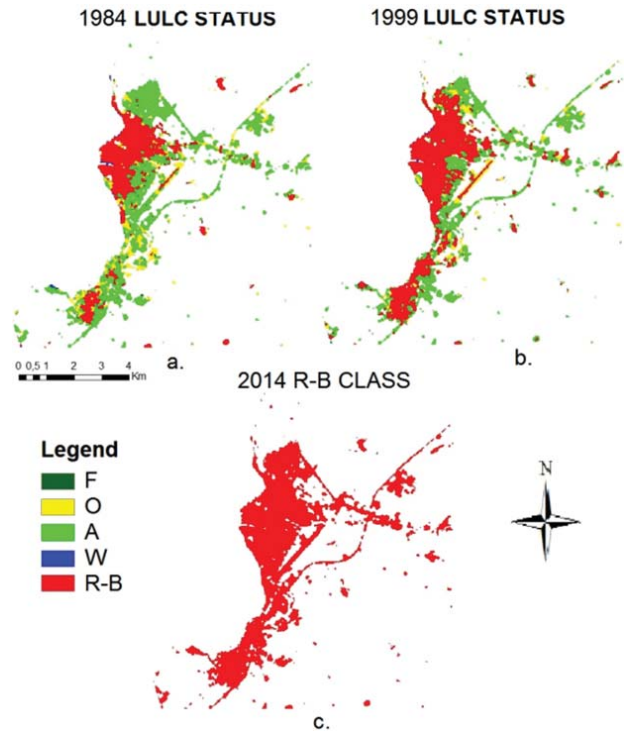 1984 LULC STATUS
1999 LULC STATUS
0 0,5 1 2 3 4
Km
a.
b.
2014 R-B CLASS
Legend
F
O
A
W
R-B
N
c.